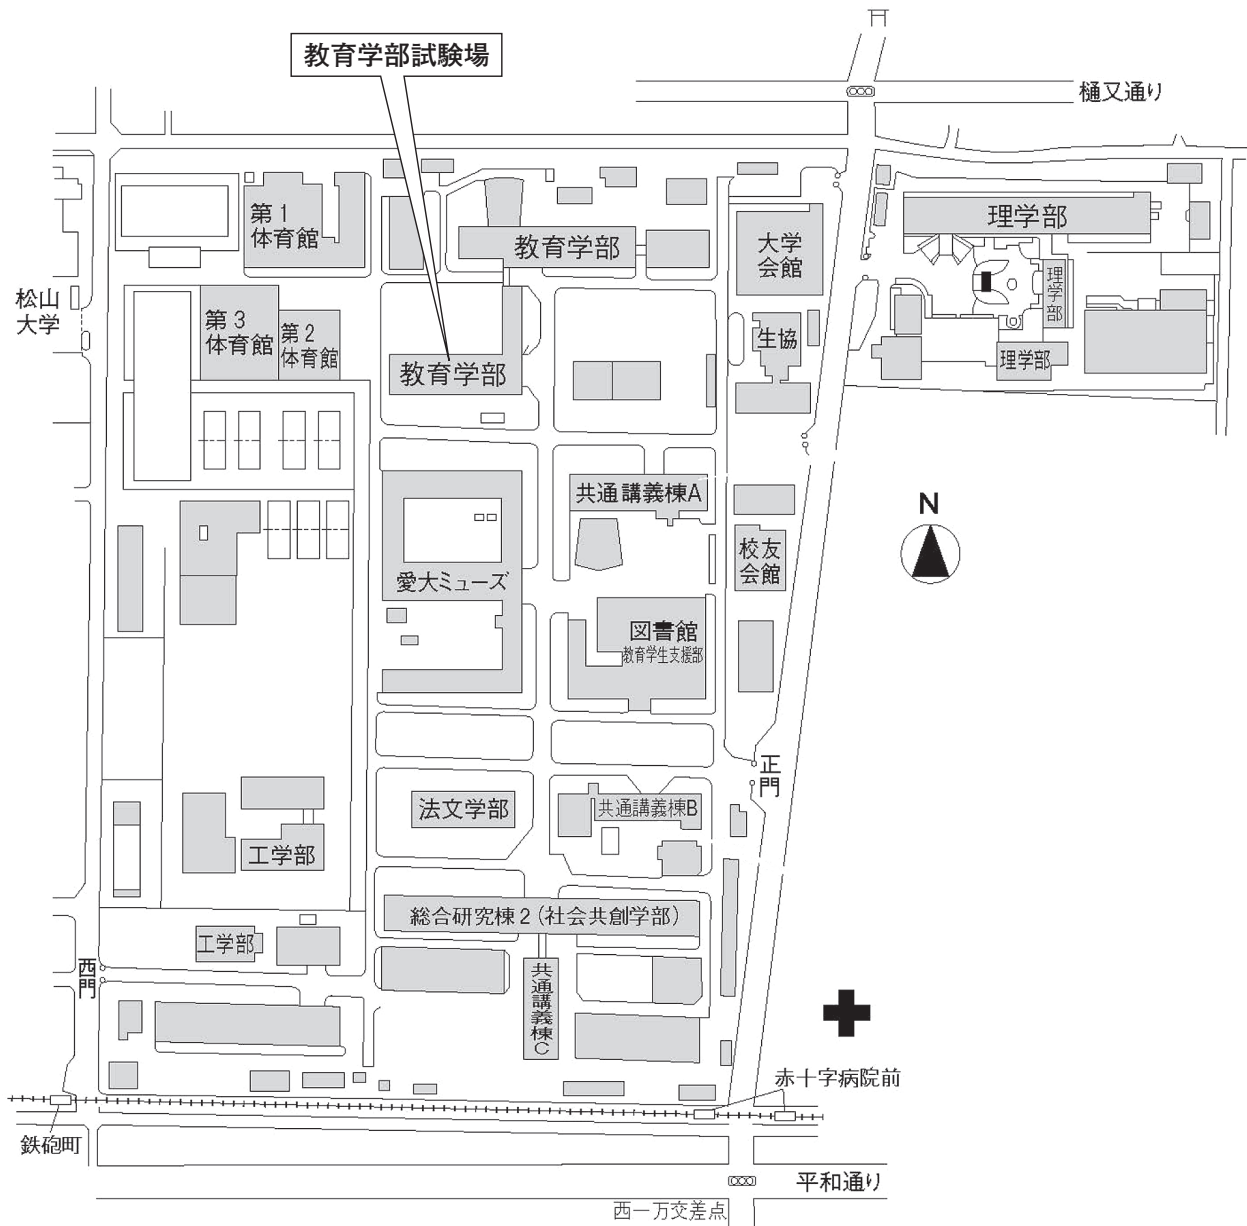 教育学部試験場
樋又通り
第1
体育館
教育学部
大学
会館
理学部
理学部
松山
大学
第3
体育館
第2
体育館
教育学部
生協
理学部
共通講義棟A
N
愛大ミューズ
校友
会館
図書館
教育学生支援部
正門
法文学部
共通講義棟B
工学部
総合研究棟2(社会共創学部)
工学部
西門
共通講義棟C
赤十字病院前
鉄砲町
平和通り
西一万交差点